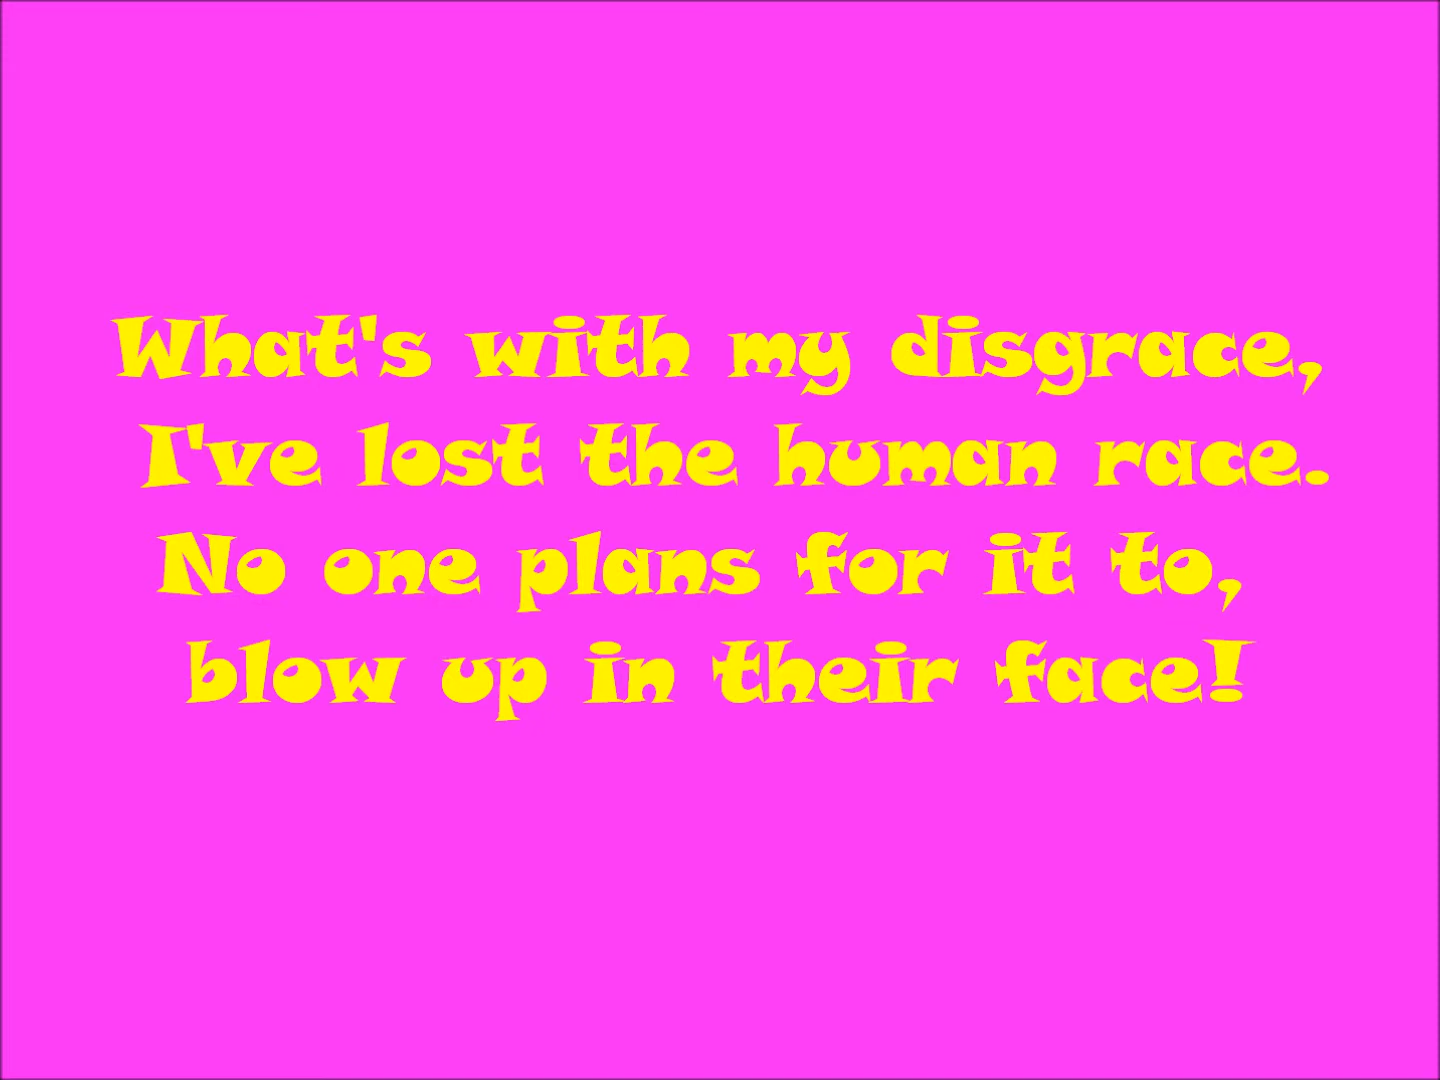 What's with my disgrace,
I've lost the human race.
No one plans for it to,
blow up in their face!